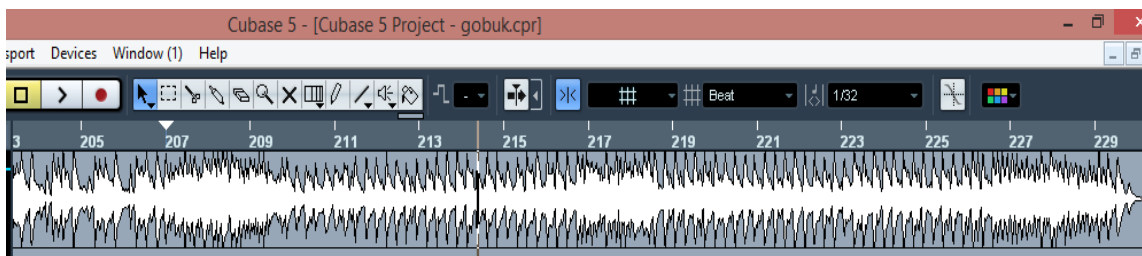 Cubase 5 - [Cubase 5 Project - gobuk.cpr]
sport Devices Window (1) Help
Beat 1/32
3 205 207 209 211 213 215 217 219 221 223 225 227 229